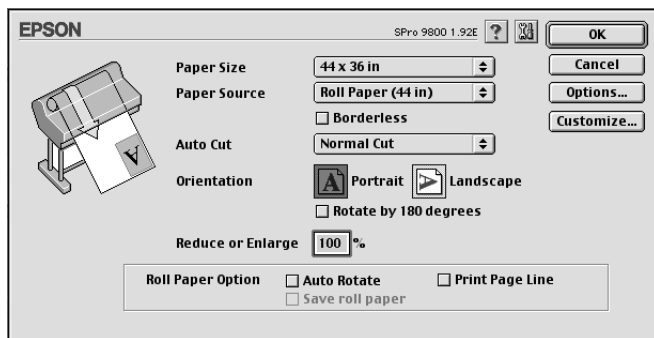 EPSON
SPro 9800 1.92E
?
OK
Paper Size
44 x 36 in
Cancel
Paper Source
Roll Paper (44 in)
Options...
Borderless
Customize...
Auto Cut
Normal Cut
Orientation
A
Portrait
A
Landscape
Rotate by 180 degrees
Reduce or Enlarge
100
%
A
Roll Paper Option
Auto Rotate
Print Page Line
Save roll paper